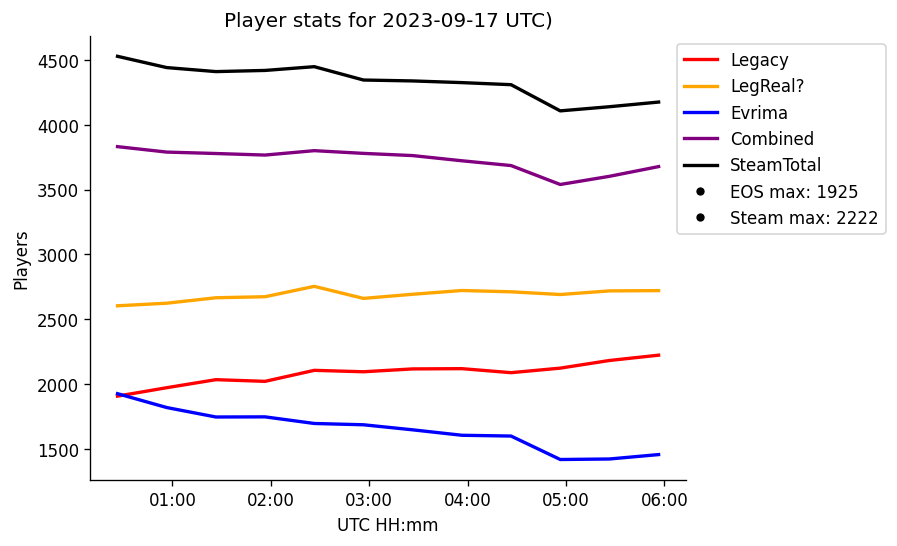 Player stats for 2023-09-17 UTC)
Legacy
LegReal?
Evrima
Combined
SteamTotal
EOS max: 1925
Steam max: 2222
Players
4500
4000
3500
3000
2500
2000
1500
01:00 02:00 03:00 04:00 05:00 06:00
UTC HH:mm